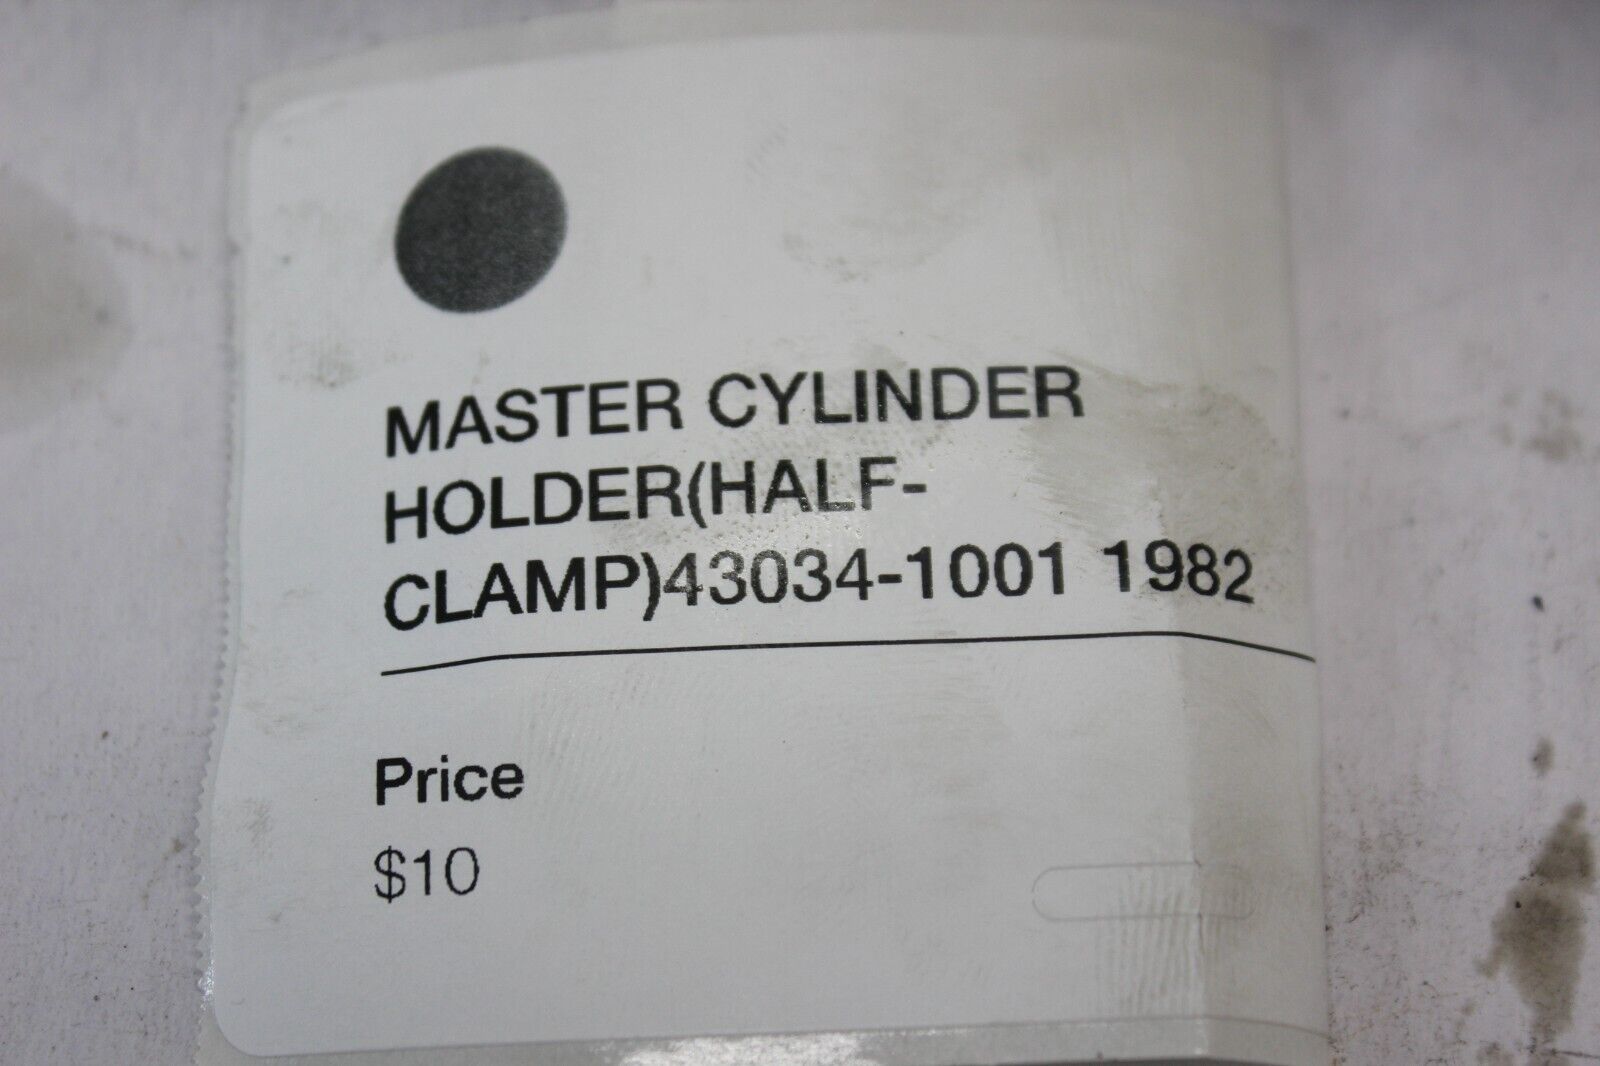 MASTER CYLINDER
HOLDER(HALF-
CLAMP)43034-1001 1982
Price
$10